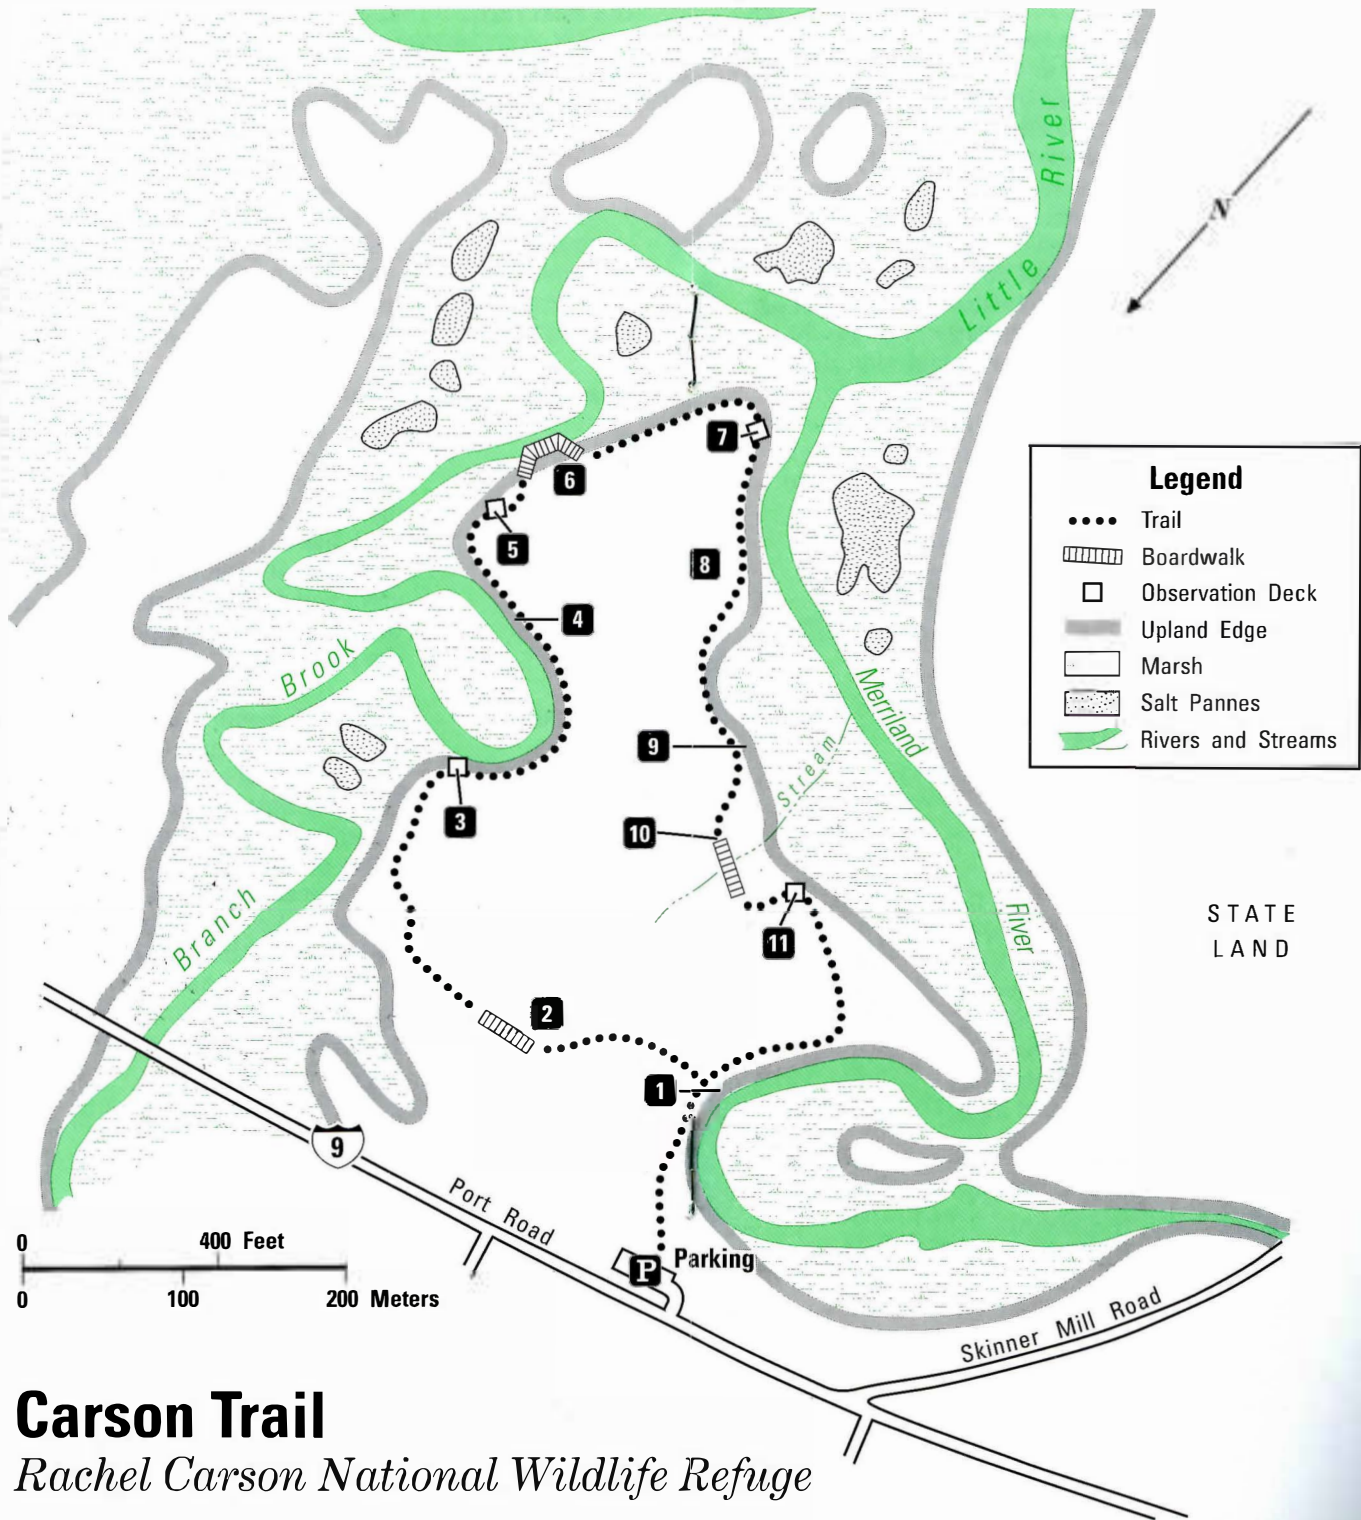 River
Little
N
7
6
5
8
4
Brook
Merriland
9
Stream
3
10
Branch
River
11
2
1
STATE
LAND
Legend
Trail
Boardwalk
Observation Deck
Upland Edge
Marsh
Salt Pannes
Rivers and Streams
9
Port Road
P Parking
Skinner Mill Road
0 400 Feet
0 100 200 Meters
Carson Trail
Rachel Carson National Wildlife Refuge